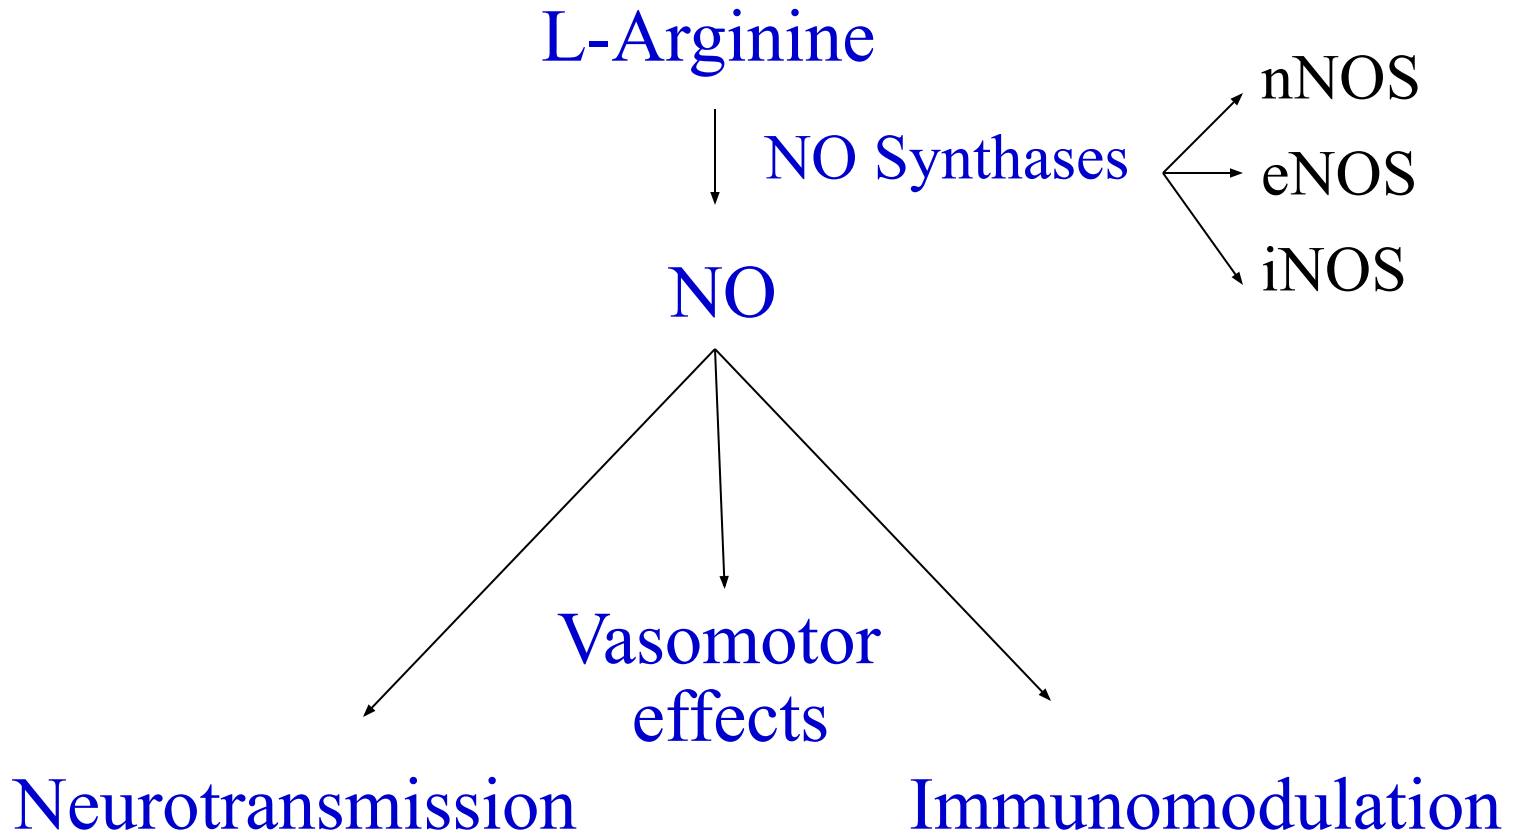 L-Arginine
nNOS
NO Synthases
eNOS
iNOS
NO
Vasomotor
effects
Neurotransmission
Immunomodulation